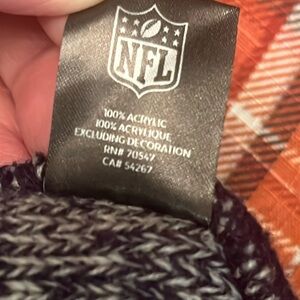 NFL
100% ACRYLIC
100% ACRYLIQUE
EXCLUDING DECORATION
RN# 70547
CA# 54267